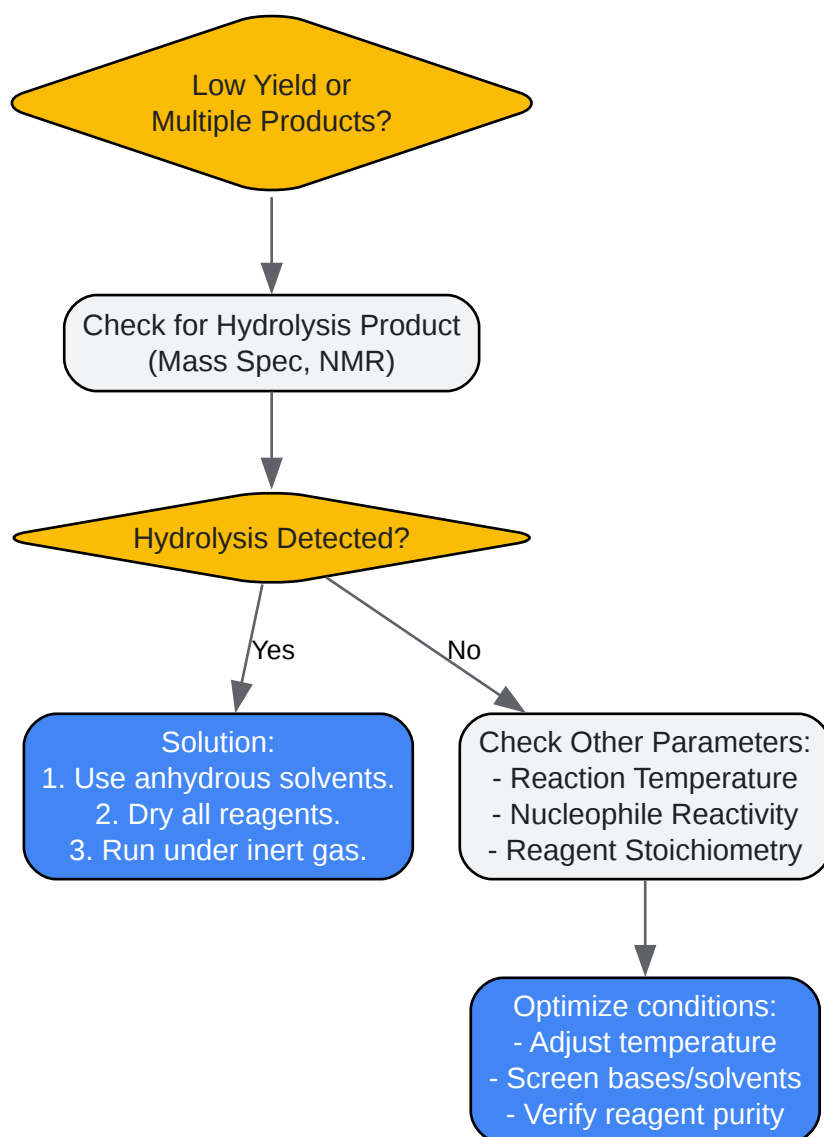 Low Yield or
Multiple Products?
Check for Hydrolysis Product
(Mass Spec, NMR)
Hydrolysis Detected?
Yes
No
Solution:
1. Use anhydrous solvents.
2. Dry all reagents.
3. Run under inert gas.
Check Other Parameters:
- Reaction Temperature
- Nucleophile Reactivity
- Reagent Stoichiometry
Optimize conditions:
- Adjust temperature
- Screen bases/solvents
- Verify reagent purity